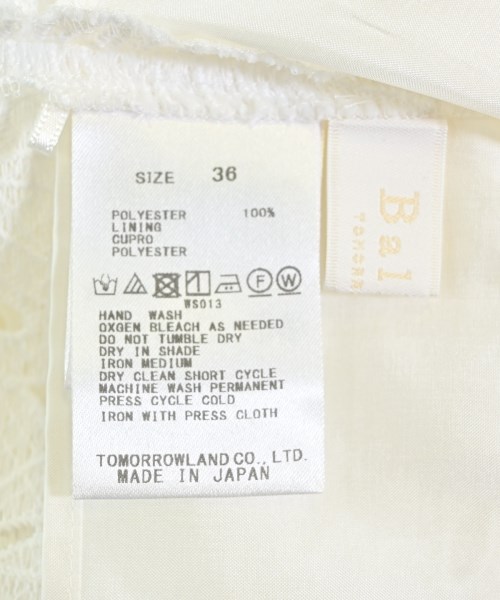 SIZE 36
POLYESTER 100%
LINING
CUPRO
POLYESTER
F W
WS013
HAND WASH
OXGEN BLEACH AS NEEDED
DO NOT TUMBLE DRY
DRY IN SHADE
IRON MEDIUM
DRY CLEAN SHORT CYCLE
MACHINE WASH PERMANENT
PRESS CYCLE COLD
IRON WITH PRESS CLOTH
TOMORROWLAND CO., LTD.
MADE IN JAPAN
Bal